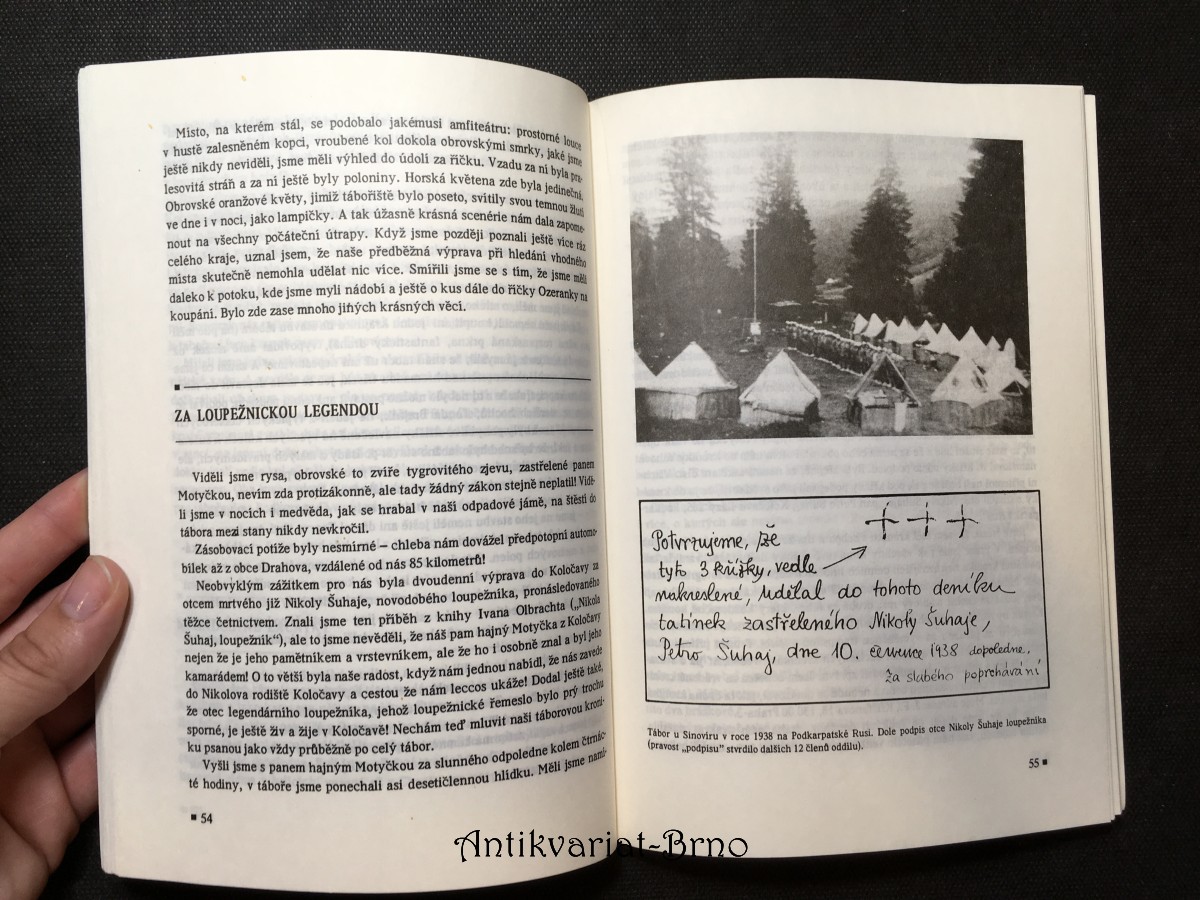 Místo, na kterém stál, se podobalo jakémusi amfiteátru: prostorné louce
v hustě zalesněném kopci, vroubené kol dokola obrovskými smrky, jaké jsme
ještě nikdy neviděli, jsme měli výhled do údolí za říčku. Vzadu za ní byla pra-
lesovitá stráň a za ní ještě byly poloniny. Horská květena zde byla jedinečná.
Obrovské oranžové květy, jimiž tábořiště bylo poseto, svítily svou temnou žlutí
ve dne i v noci, jako lampičky. A tak úžasně krásná scenérie nám dala zapome-
nout na všechny počáteční útrapy. Když jsme později poznali ještě více ráz
celého kraje, uznal jsem, že naše předběžná výprava při hledání vhodného
místa skutečně nemohla udělat nic více. Smířili jsme se s tím, že jsme měli
daleko k potoku, kde jsme myli nádobí a ještě o kus dále do říčky Ozeranky na
koupání. Bylo zde zase mnoho jiných krásných věcí.
ZA LOUPEŽNICKOU LEGENDOU
Viděli jsme rysa, obrovské to zvíře tygrovitého zjevu, zastřelené panem
Motyčkou, nevím zda protizákonně, ale tady žádný zákon stejně neplatil! Vidě-
li jsme v nocích i medvěda, jak se hrabal v naší odpadové jámě, na štěstí do
tábora mezi stany nikdy nevkročil.
Zásobovací potíže byly nesmírné – chleba nám dovážel předpotopní automo-
bilek až z obce Drahova, vzdálené od nás 85 kilometrů!
Neobvyklým zážitkem pro nás byla dvoudenní výprava do Koločavy za
otcem mrtvého již Nikoly Šuhaje, novodobého loupežníka, pronásledovaného
těžce četnictvem. Znali jsme ten příběh z knihy Ivana Olbrachta („Nikola
Šuhaj, loupežník“), ale to jsme nevěděli, že náš pam hajný Motyčka z Koločavy
nejen že je jeho pamětníkem a vrstevníkem, ale že ho i osobně znal a byl jeho
kamarádem! O to větší byla naše radost, když nám jednou nabídl, že nás zavede
do Nikolova rodiště Koločavy a cestou že nám leccos ukáže! Dodal ještě také,
že otec legendárního loupežníka, jehož loupežnické řemeslo bylo prý trochu
sporné, je ještě živ a žije v Koločavě! Nechám teď mluvit naši táborovou kroni-
ku psanou jako vždy průběžně po celý tábor.
Vyšli jsme s panem hajným Motyčkou za slunného odpoledne kolem čtrnác-
té hodiny, v táboře jsme ponechali asi desetičlennou hlídku. Měli jsme namí-
■ 54
Potvrzujeme, že
tyto 3 křížky, vedle
nakreslené, udělal do tohoto deníku
tatínek zastřeleného Nikoly Šuhaje,
Petro Šuhaj, dne 10. července 1938 dopoledne,
za slabého poprchávání
Tábor u Sinovíru v roce 1938 na Podkarpatské Rusi. Dole podpis otce Nikoly Šuhaje loupežníka
(pravost „podpisu“ stvrdilo dalších 12 členů oddílu).
55 ■
Antikvariat-Brno